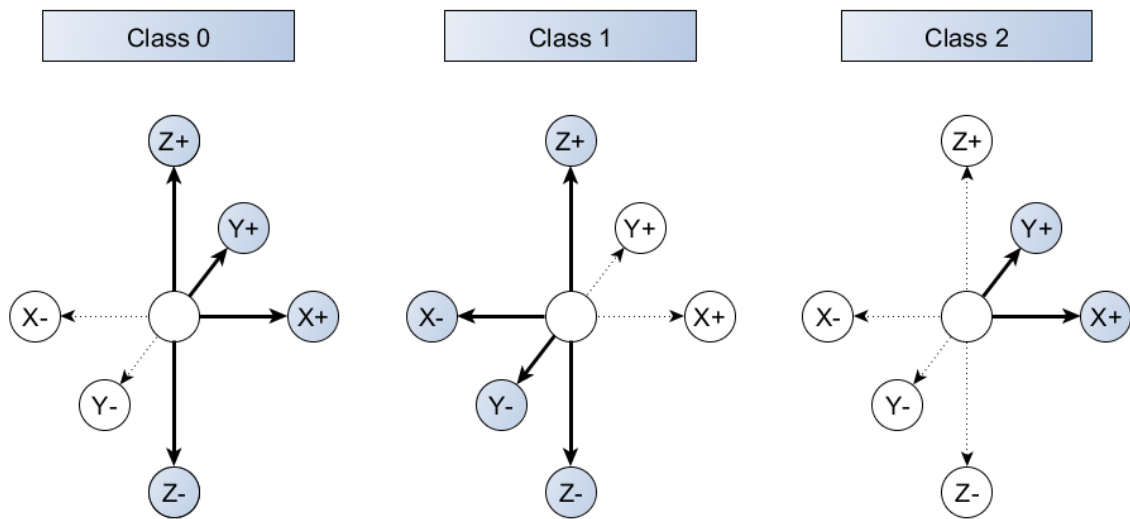 Class 0
Class 1
Class 2
Z+
Y+
X-
X+
Y-
Z-
Z+
Y+
X-
X+
Y-
Z-
Z+
Y+
X-
X+
Y-
Z-